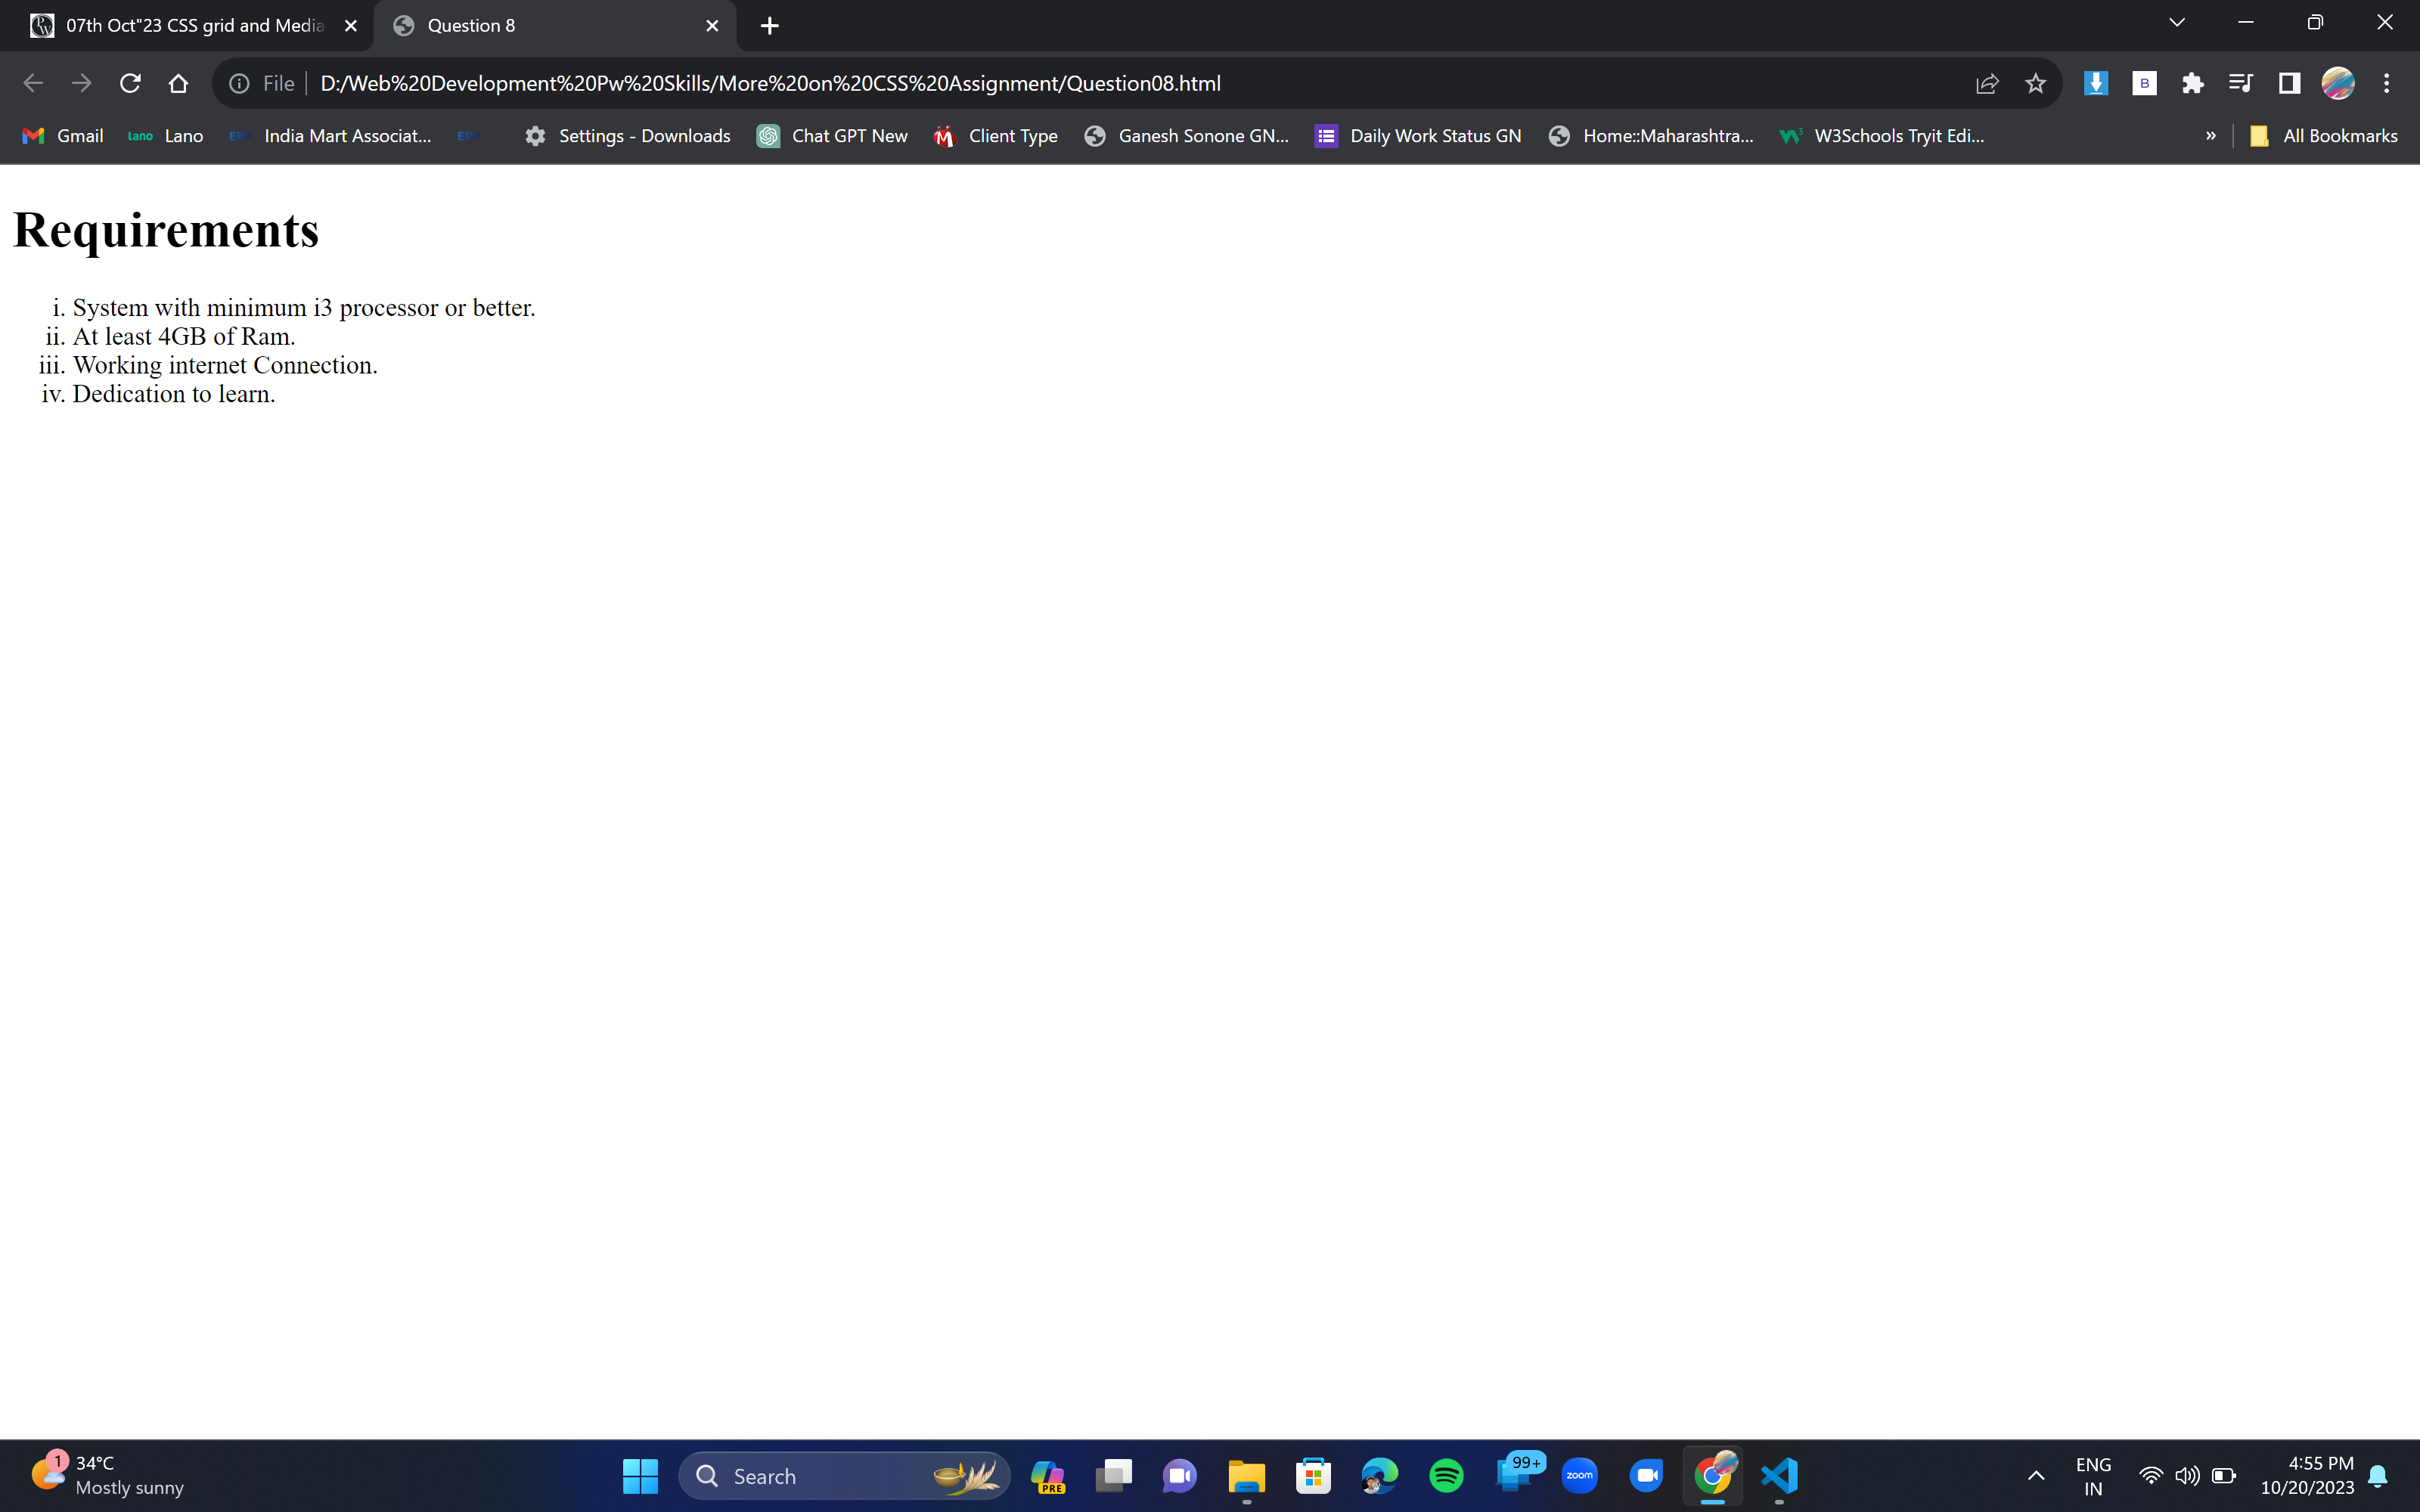 07th Oct"23 CSS grid and Media
Question 8
File
D:/Web%20Development%20Pw%20Skills/More%20on%20CSS%20Assignment/Question08.html
B
Gmail
Lano Lano
India Mart Associat...
Settings - Downloads
Chat GPT New
Client Type
Ganesh Sonone GN...
Daily Work Status GN
Home::Maharashtra...
W3Schools Tryit Edi...
»
All Bookmarks
Requirements
i. System with minimum i3 processor or better.
ii. At least 4GB of Ram.
iii. Working internet Connection.
iv. Dedication to learn.
1
34°C
Mostly sunny
Search
PRE
99+
zoom
ENG
IN
4:55 PM
10/20/2023